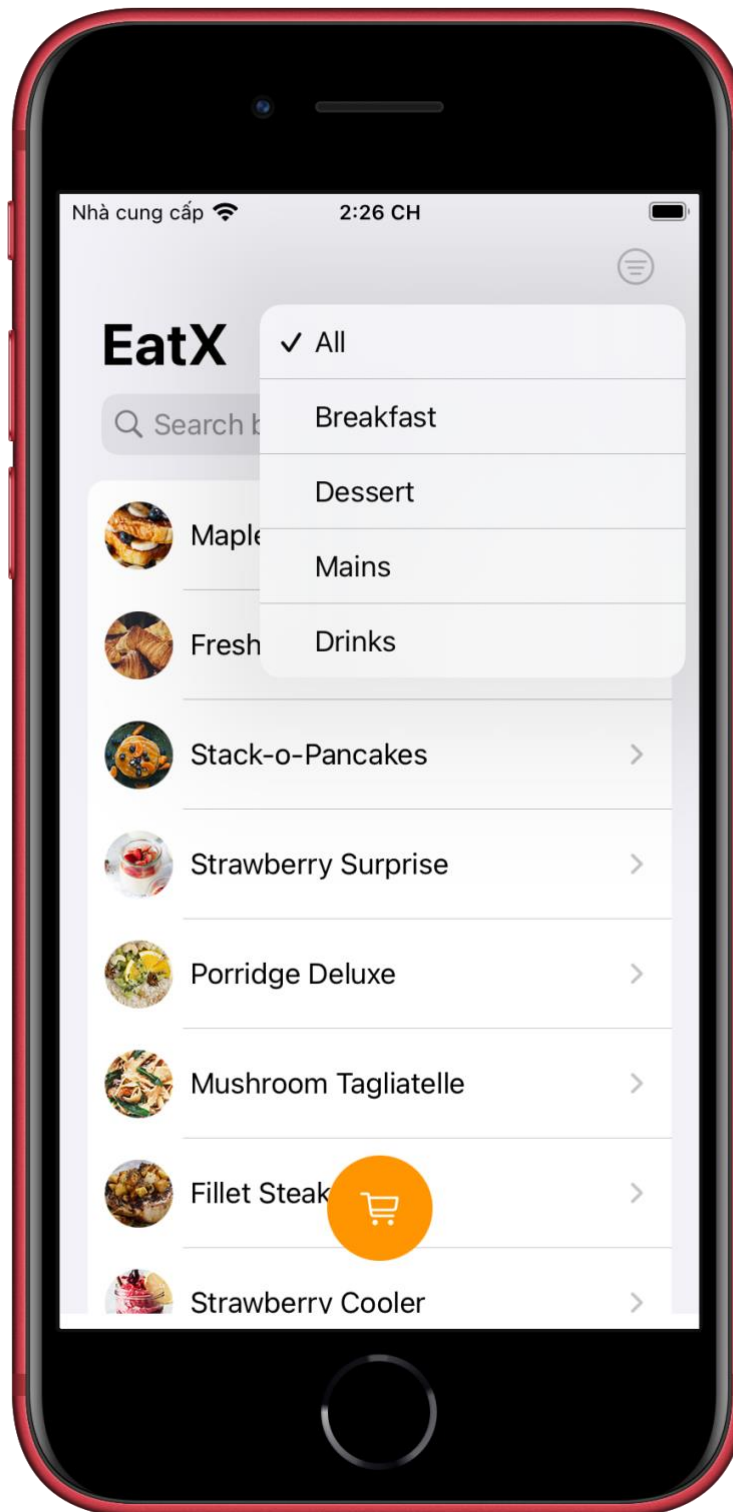 Nhà cung cấp 2:26 CH
EatX
All
Search
Breakfast
Dessert
Maple
Mains
Fresh
Drinks
Stack-o-Pancakes
Strawberry Surprise
Porridge Deluxe
Mushroom Tagliatelle
Fillet Steak
Strawberry Cooler